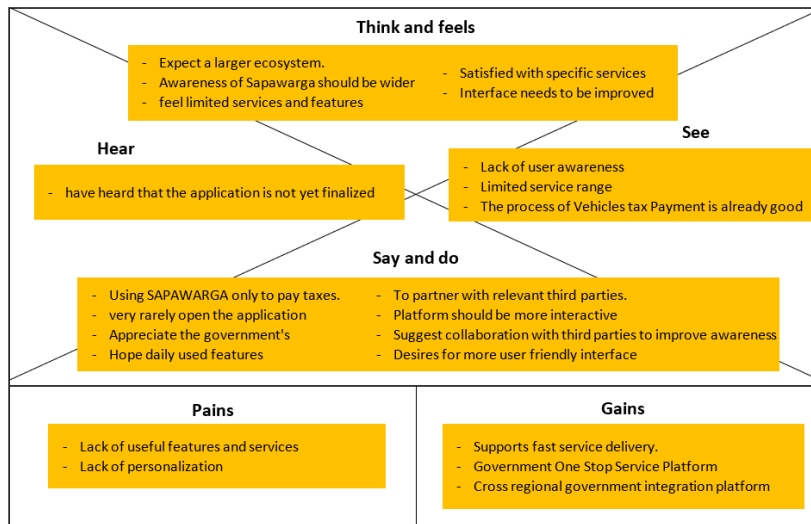 Think and feels
- Expect a larger ecosystem.
- Awareness of Sapawarga should be wider
- feel limited services and features
- Satisfied with specific services
- Interface needs to be improved
Hear
- have heard that the application is not yet finalized
See
- Lack of user awareness
- Limited service range
- The process of Vehicles tax Payment is already good
Say and do
- Using SAPAWARGA only to pay taxes.
- very rarely open the application
- Appreciate the government's
- Hope daily used features
- To partner with relevant third parties.
- Platform should be more interactive
- Suggest collaboration with third parties to improve awareness
- Desires for more user friendly interface
Pains
- Lack of useful features and services
- Lack of personalization
Gains
- Supports fast service delivery.
- Government One Stop Service Platform
- Cross regional government integration platform